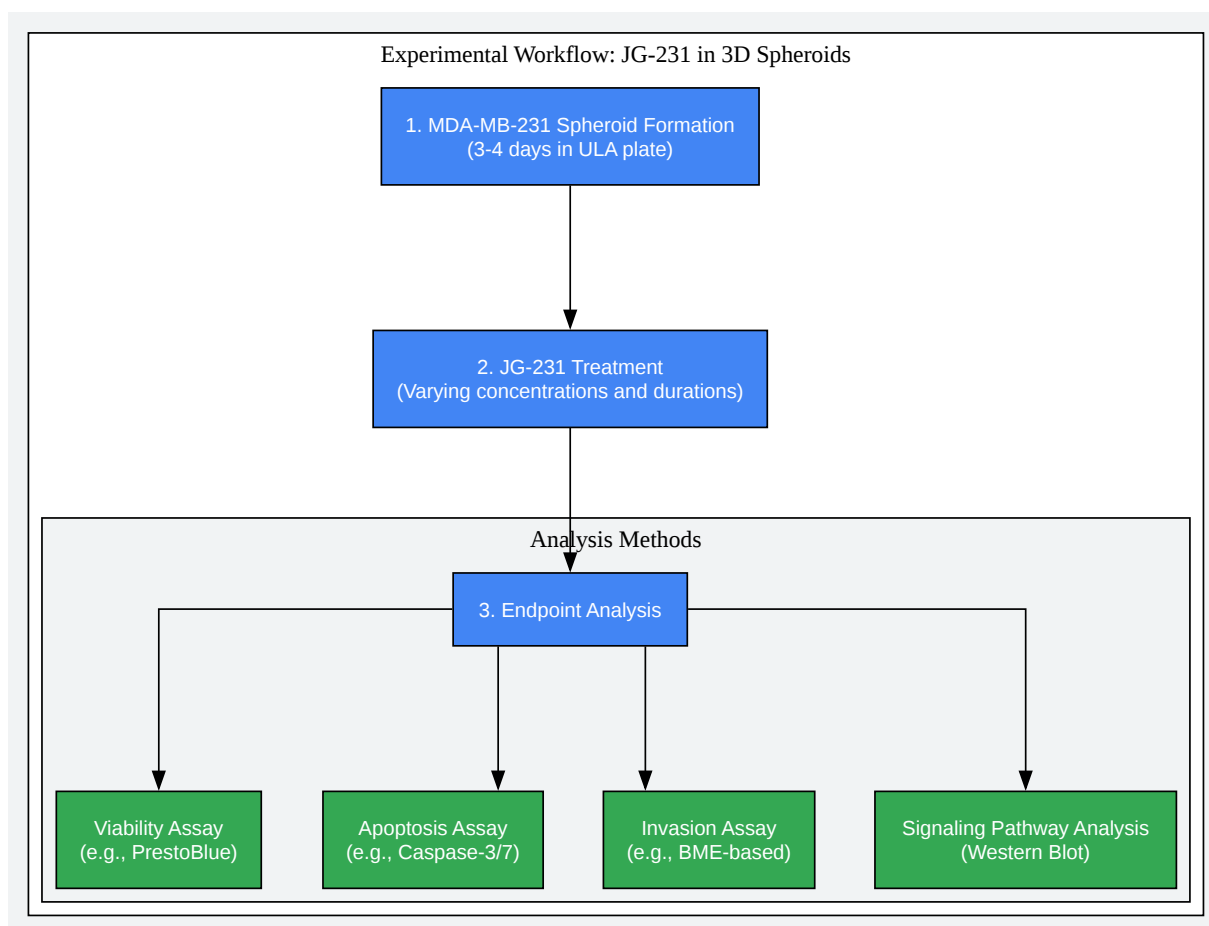 Experimental Workflow: JG-231 in 3D Spheroids
1. MDA-MB-231 Spheroid Formation
(3-4 days in ULA plate)
2. JG-231 Treatment
(Varying concentrations and durations)
Analysis Methods
3. Endpoint Analysis
Viability Assay
(e.g., PrestoBlue)
Apoptosis Assay
(e.g., Caspase-3/7)
Invasion Assay
(e.g., BME-based)
Signaling Pathway Analysis
(Western Blot)